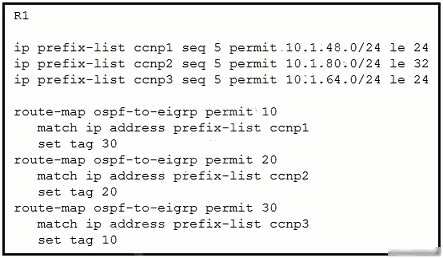 R1
ip prefix-list ccnp1 seq 5 permit 10.1.48.0/24 le 24
ip prefix-list ccnp2 seq 5 permit 10.1.80.0/24 le 32
ip prefix-list ccnp3 seq 5 permit 10.1.64.0/24 le 24
route-map ospf-to-eigrp permit 10
match ip address prefix-list ccnp1
set tag 30
route-map ospf-to-eigrp permit 20
match ip address prefix-list ccnp2
set tag 20
route-map ospf-to-eigrp permit 30
match ip address prefix-list ccnp3
set tag 10